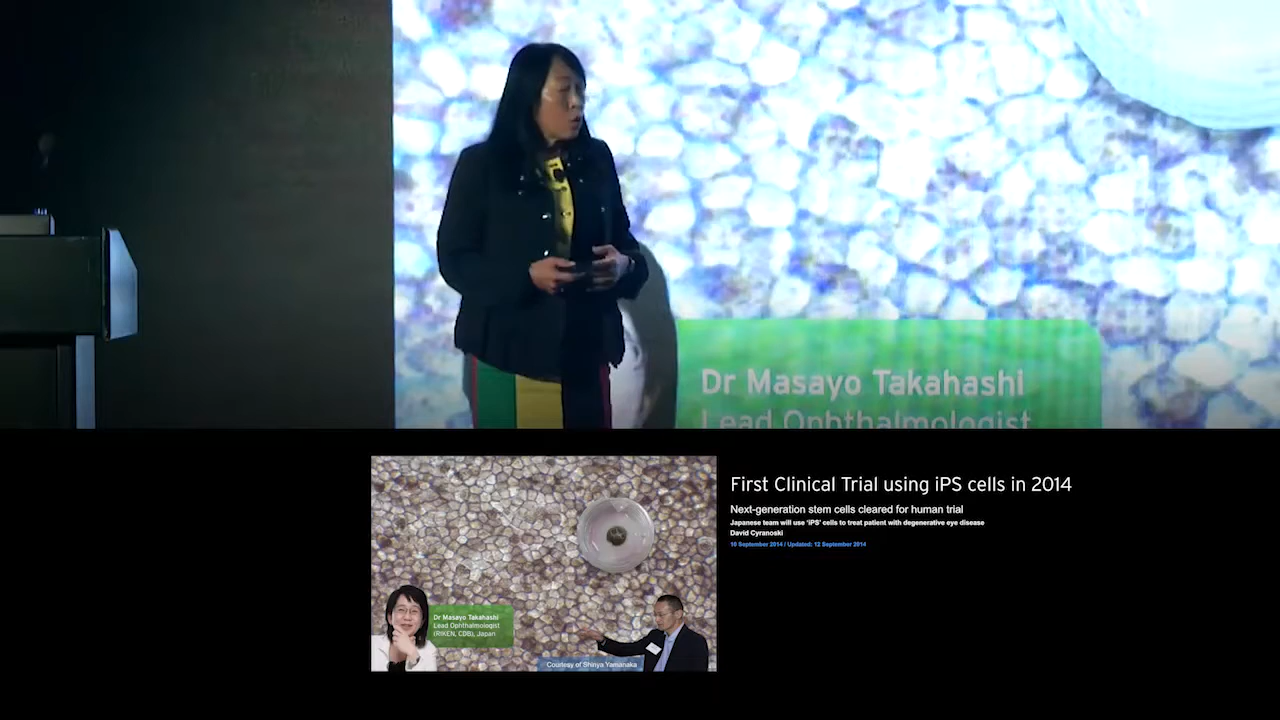 Dr Masayo Takahashi
Lead Ophthalmologist
First Clinical Trial using iPS cells in 2014
Next-generation stem cells cleared for human trial
Japanese team will use 'iPS' cells to treat patient with degenerative eye disease
David Cyranoski
10 September 2014 / Updated: 12 September 2014
Dr Masayo Takahashi
Lead Ophthalmologist
(RIKEN, CDB), Japan
Courtesy of Shinya Yamanaka